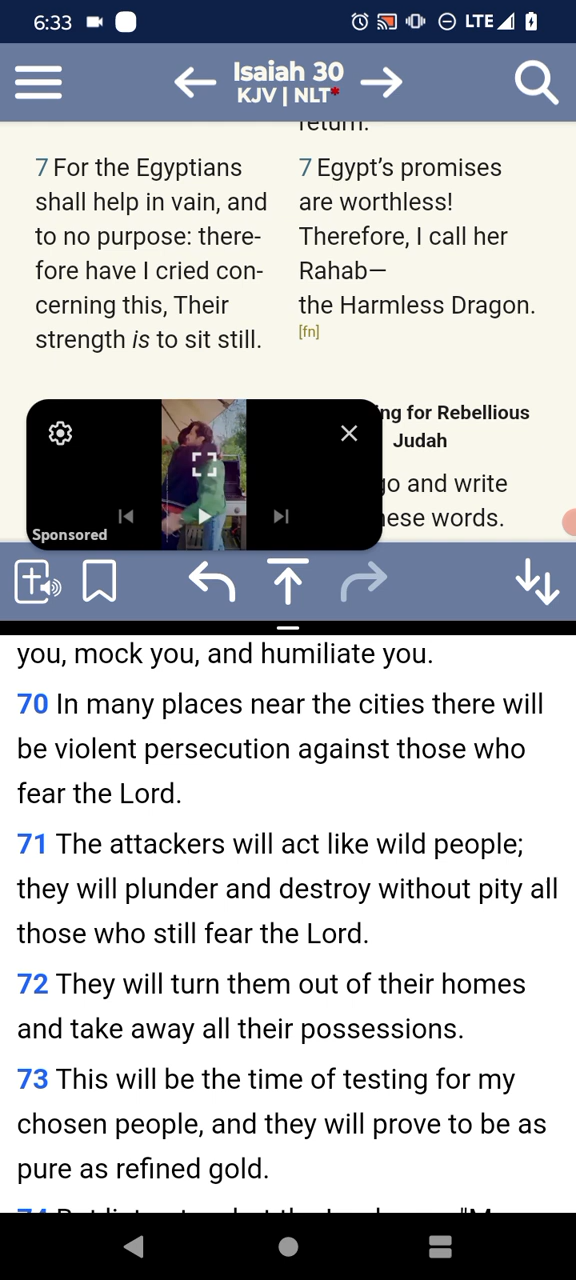 6:33 LTE
Isaiah 30
KJV | NLT*
return.
7 For the Egyptians
shall help in vain, and
to no purpose: there-
fore have I cried con-
cerning this, Their
strength is to sit still.
7 Egypt’s promises
are worthless!
Therefore, I call her
Rahab—
the Harmless Dragon.
[fn]
ng for Rebellious
Judah
go and write
hese words.
Sponsored
you, mock you, and humiliate you.
70 In many places near the cities there will
be violent persecution against those who
fear the Lord.
71 The attackers will act like wild people;
they will plunder and destroy without pity all
those who still fear the Lord.
72 They will turn them out of their homes
and take away all their possessions.
73 This will be the time of testing for my
chosen people, and they will prove to be as
pure as refined gold.